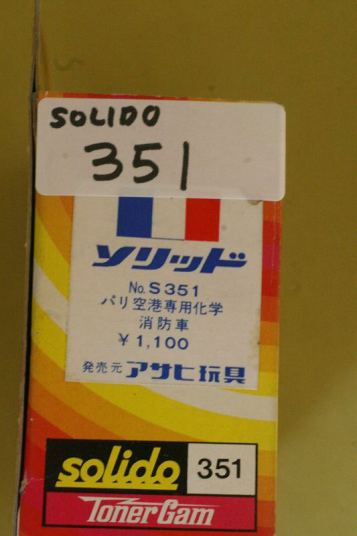 SOLIDO
351
ソリッド
No. S351
パリ空港専用化学
消防車
¥1,100
発売元 アサヒ玩具
solido 351
TonerGam